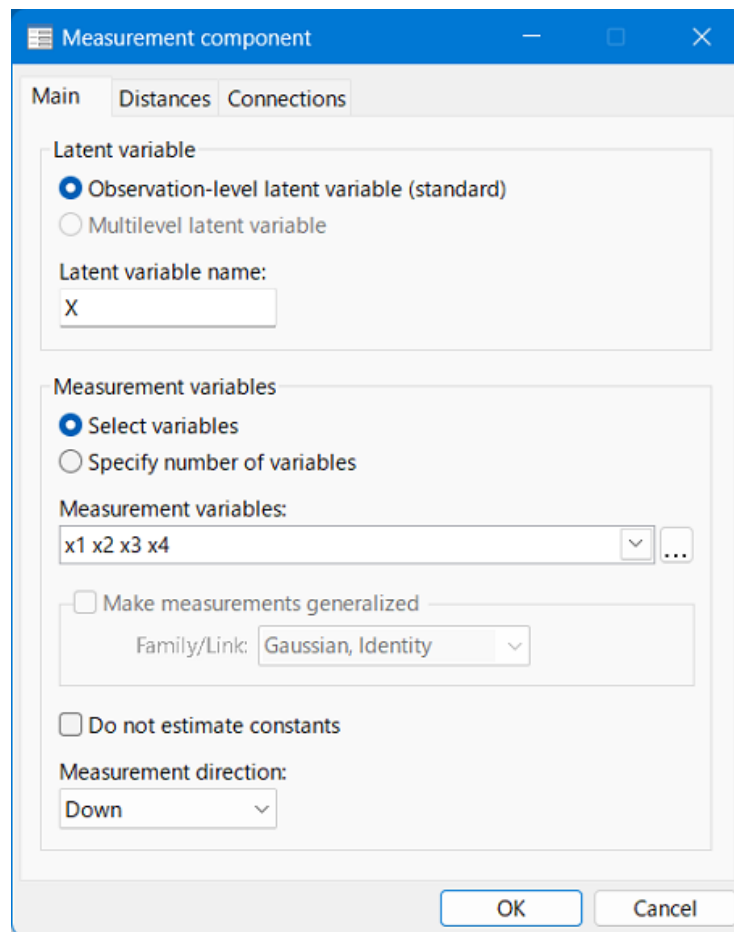 Measurement component
Main Distances Connections
Latent variable
Observation-level latent variable (standard)
Multilevel latent variable
Latent variable name:
X
Measurement variables
Select variables
Specify number of variables
Measurement variables:
x1 x2 x3 x4
...
Make measurements generalized
Family/Link: Gaussian, Identity
Do not estimate constants
Measurement direction:
Down
OK Cancel